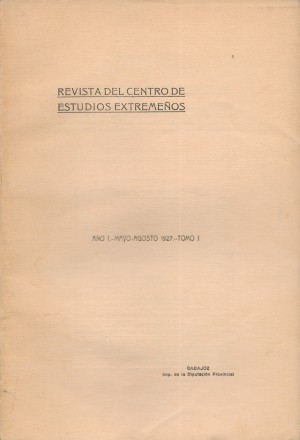 REVISTA DEL CENTRO DE
ESTUDIOS EXTREMEÑOS
AÑO I.-MAYO-AGOSTO 1927.-TOMO I
BADAJOZ
Imp. de la Diputación Provincial